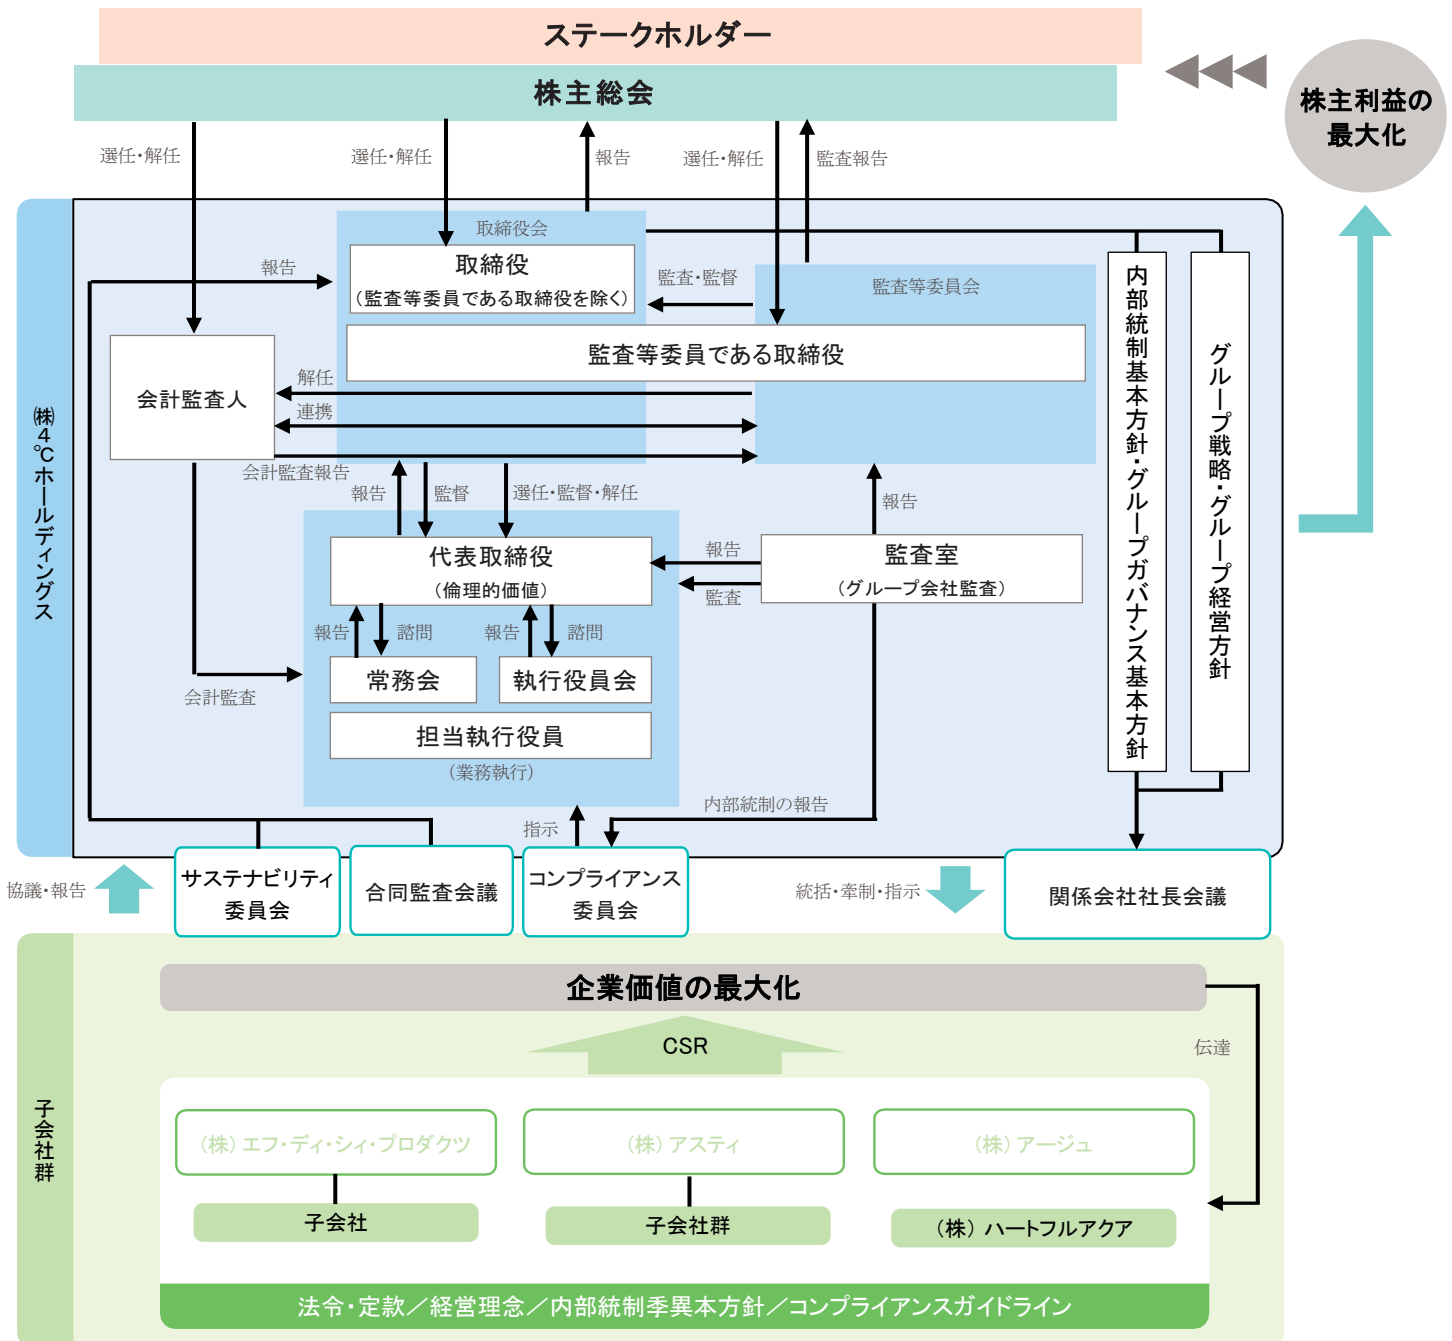 ステークホルダー
株主総会
株主利益の
最大化
選任・解任
選任・解任
報告
選任・解任
監査報告
㈱4℃ホールディングス
取締役会
取締役
（監査等委員である取締役を除く）
報告
監査・監督
監査等委員会
監査等委員である取締役
会計監査人
解任
連携
会計監査報告
内部統制基本方針・グループガバナンス基本方針
グループ戦略・グループ経営方針
報告
監督
選任・監督・解任
報告
代表取締役
（倫理的価値）
報告
監査
監査室
（グループ会社監査）
報告
諮問
報告
諮問
常務会
執行役員会
会計監査
担当執行役員
（業務執行）
内部統制の報告
指示
協議・報告
サステナビリティ
委員会
合同監査会議
コンプライアンス
委員会
統括・牽制・指示
関係会社社長会議
子会社群
企業価値の最大化
CSR
伝達
（株）エフ・ディ・シィ・プロダクツ
（株）アスティ
（株）アージュ
子会社
子会社群
（株）ハートフルアクア
法令・定款／経営理念／内部統制季異本方針／コンプライアンスガイドライン